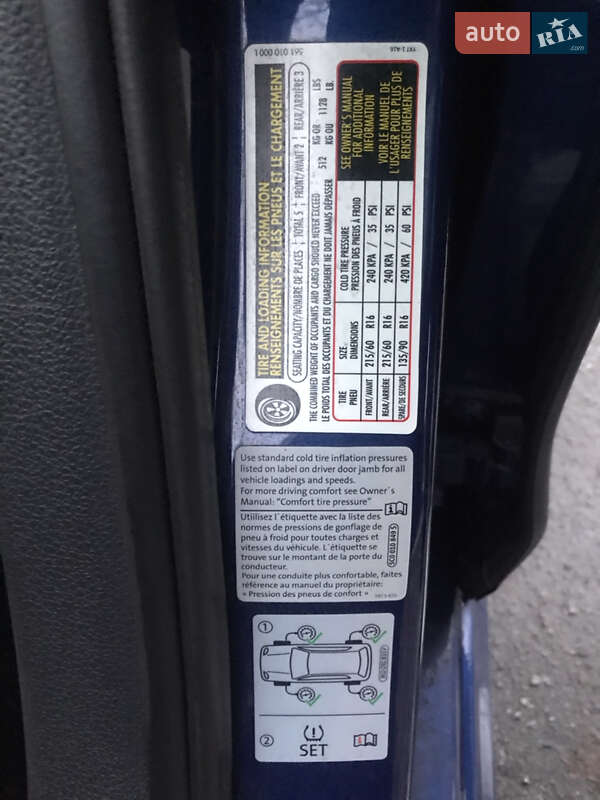 auto RIA .com
561 010 000 L
TIRE AND LOADING INFORMATION
RENSEIGNEMENTS SUR LES PNEUS ET LE CHARGEMENT
SEATING CAPACITY/NOMBRE DE PLACES TOTAL 5 FRONT/AVANT 2 REAR/ARRIÈRE 3
THE COMBINED WEIGHT OF OCCUPANTS AND CARGO SHOULD NEVER EXCEED 512 KG OR 1128 LBS
LE POIDS TOTAL DES OCCUPANTS ET DU CHARGEMENT NE DOIT JAMAIS DÉPASSER 512 KG OU 1128 LB.
TIRE SIZE COLD TIRE PRESSURE
PNEU DIMENSIONS PRESSION DES PNEUS À FROID
FRONT/AVANT 215/60 R16 240 KPA / 35 PSI
REAR/ARRIÈRE 215/60 R16 240 KPA / 35 PSI
SPARE/DE SECOURS 135/90 R16 420 KPA / 60 PSI
SEE OWNER'S MANUAL
FOR ADDITIONAL
INFORMATION
VOIR LE MANUEL DE
L'USAGER POUR PLUS DE
RENSEIGNEMENTS
Use standard cold tire inflation pressures
listed on label on driver door jamb for all
vehicle loadings and speeds.
For more driving comfort see Owner´s
Manual: "Comfort tire pressure"
Utiliisez l´étiquette avec la liste des
normes de pressions de gonflage de
pneu à froid pour toutes charges et
vitesses du véhicule. L´étiquette se
trouve sur le montant de la porte du
conducteur.
Pour une conduite plus confortable, faites
référence au manuel du propriétaire:
« Pression des pneus de confort »
5C0 010 849 S
1
2
SET